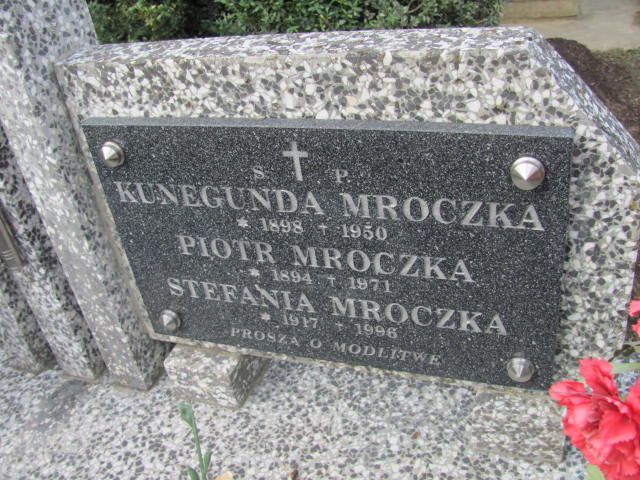 S † P
KUNEGUNDA MROCZKA
* 1898 † 1950
PIOTR MROCZKA
* 1894 † 1971
STEFANIA MROCZKA
* 1917 † 1996
PROSZĄ O MODLITWĘ